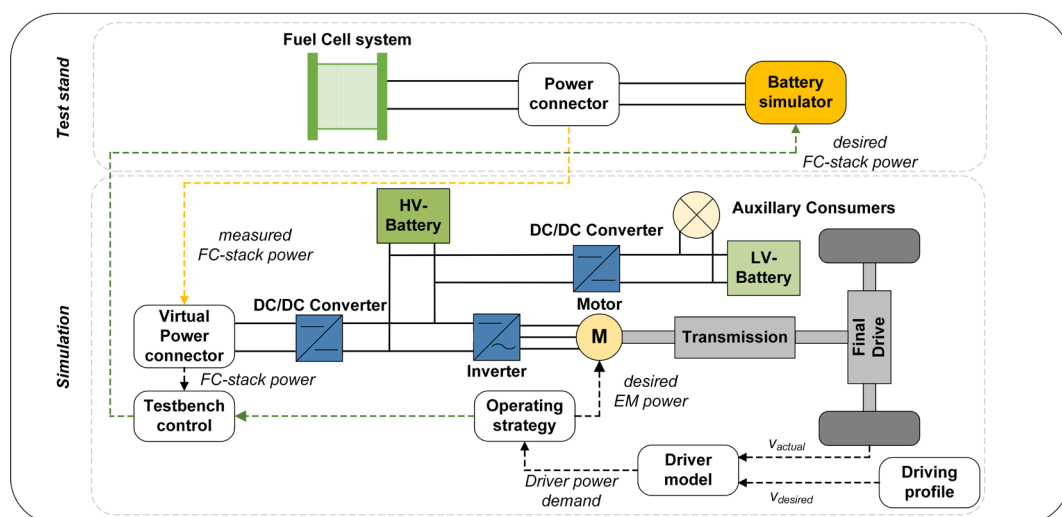 Test stand
Fuel Cell system
Power
connector
Battery
simulator
desired
FC-stack power
Simulation
HV-
Battery
Auxillary Consumers
DC/DC Converter
LV-
Battery
measured
FC-stack power
DC/DC Converter
Motor
Virtual
Power
connector
M
Transmission
Final
Drive
Inverter
FC-stack power
desired
EM power
Testbench
control
Operating
strategy
Driver power
demand
Driver
model
v_actual
v_desired
Driving
profile